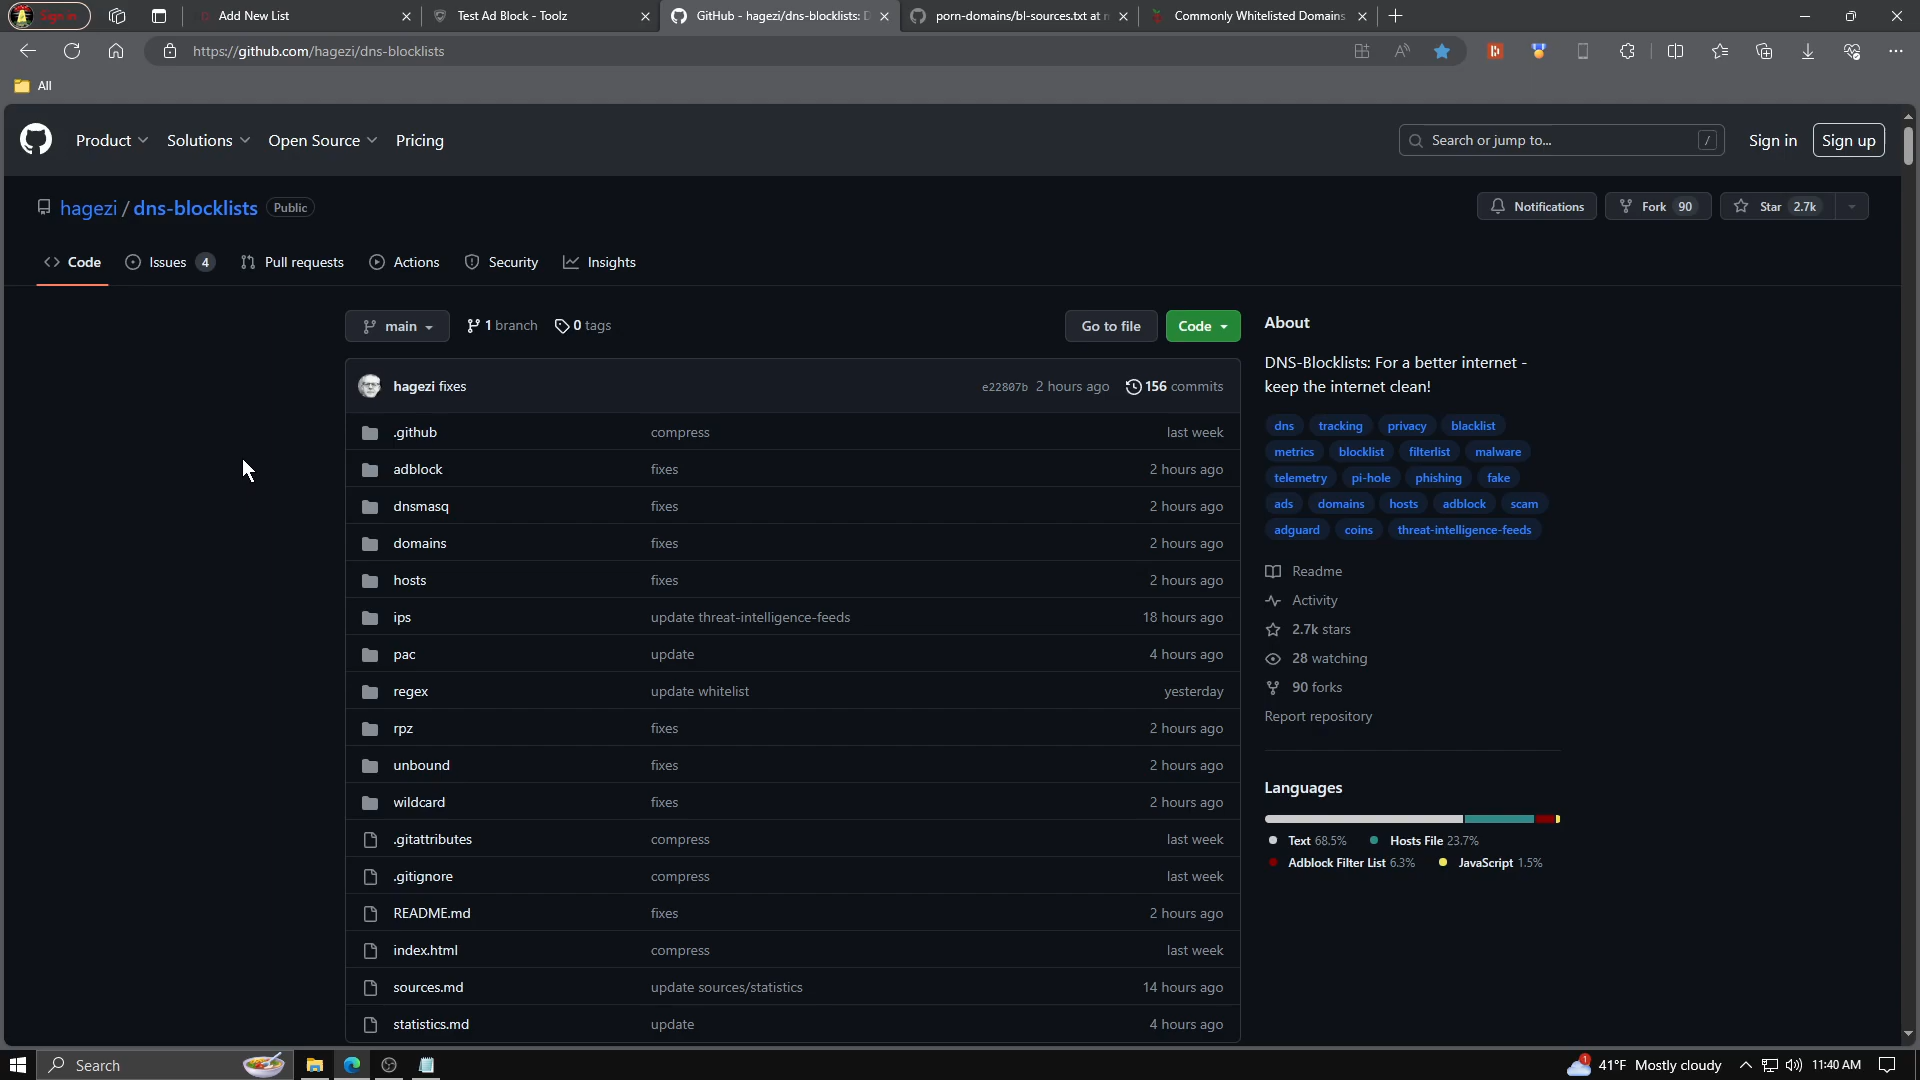 Sign in
Add New List
Test Ad Block - Toolz
GitHub - hagezi/dns-blocklists: D
porn-domains/bl-sources.txt at m
Commonly Whitelisted Domains
https://github.com/hagezi/dns-blocklists
All
Product
Solutions
Open Source
Pricing
Search or jump to...
/
Sign in
Sign up
hagezi / dns-blocklists
Public
Notifications
Fork 90
Star 2.7k
Code
Issues 4
Pull requests
Actions
Security
Insights
main
1 branch
0 tags
Go to file
Code
hagezi fixes
e22807b 2 hours ago
156 commits
.github compress last week
adblock fixes 2 hours ago
dnsmasq fixes 2 hours ago
domains fixes 2 hours ago
hosts fixes 2 hours ago
ips update threat-intelligence-feeds 18 hours ago
pac update 4 hours ago
regex update whitelist yesterday
rpz fixes 2 hours ago
unbound fixes 2 hours ago
wildcard fixes 2 hours ago
.gitattributes compress last week
.gitignore compress last week
README.md fixes 2 hours ago
index.html compress last week
sources.md update sources/statistics 14 hours ago
statistics.md update 4 hours ago
About
DNS-Blocklists: For a better internet -
keep the internet clean!
dns tracking privacy blacklist
metrics blocklist filterlist malware
telemetry pi-hole phishing fake
ads domains hosts adblock scam
adguard coins threat-intelligence-feeds
Readme
Activity
2.7k stars
28 watching
90 forks
Report repository
Languages
Text 68.5% Hosts File 23.7%
Adblock Filter List 6.3% JavaScript 1.5%
Search
1
41°F Mostly cloudy
11:40 AM